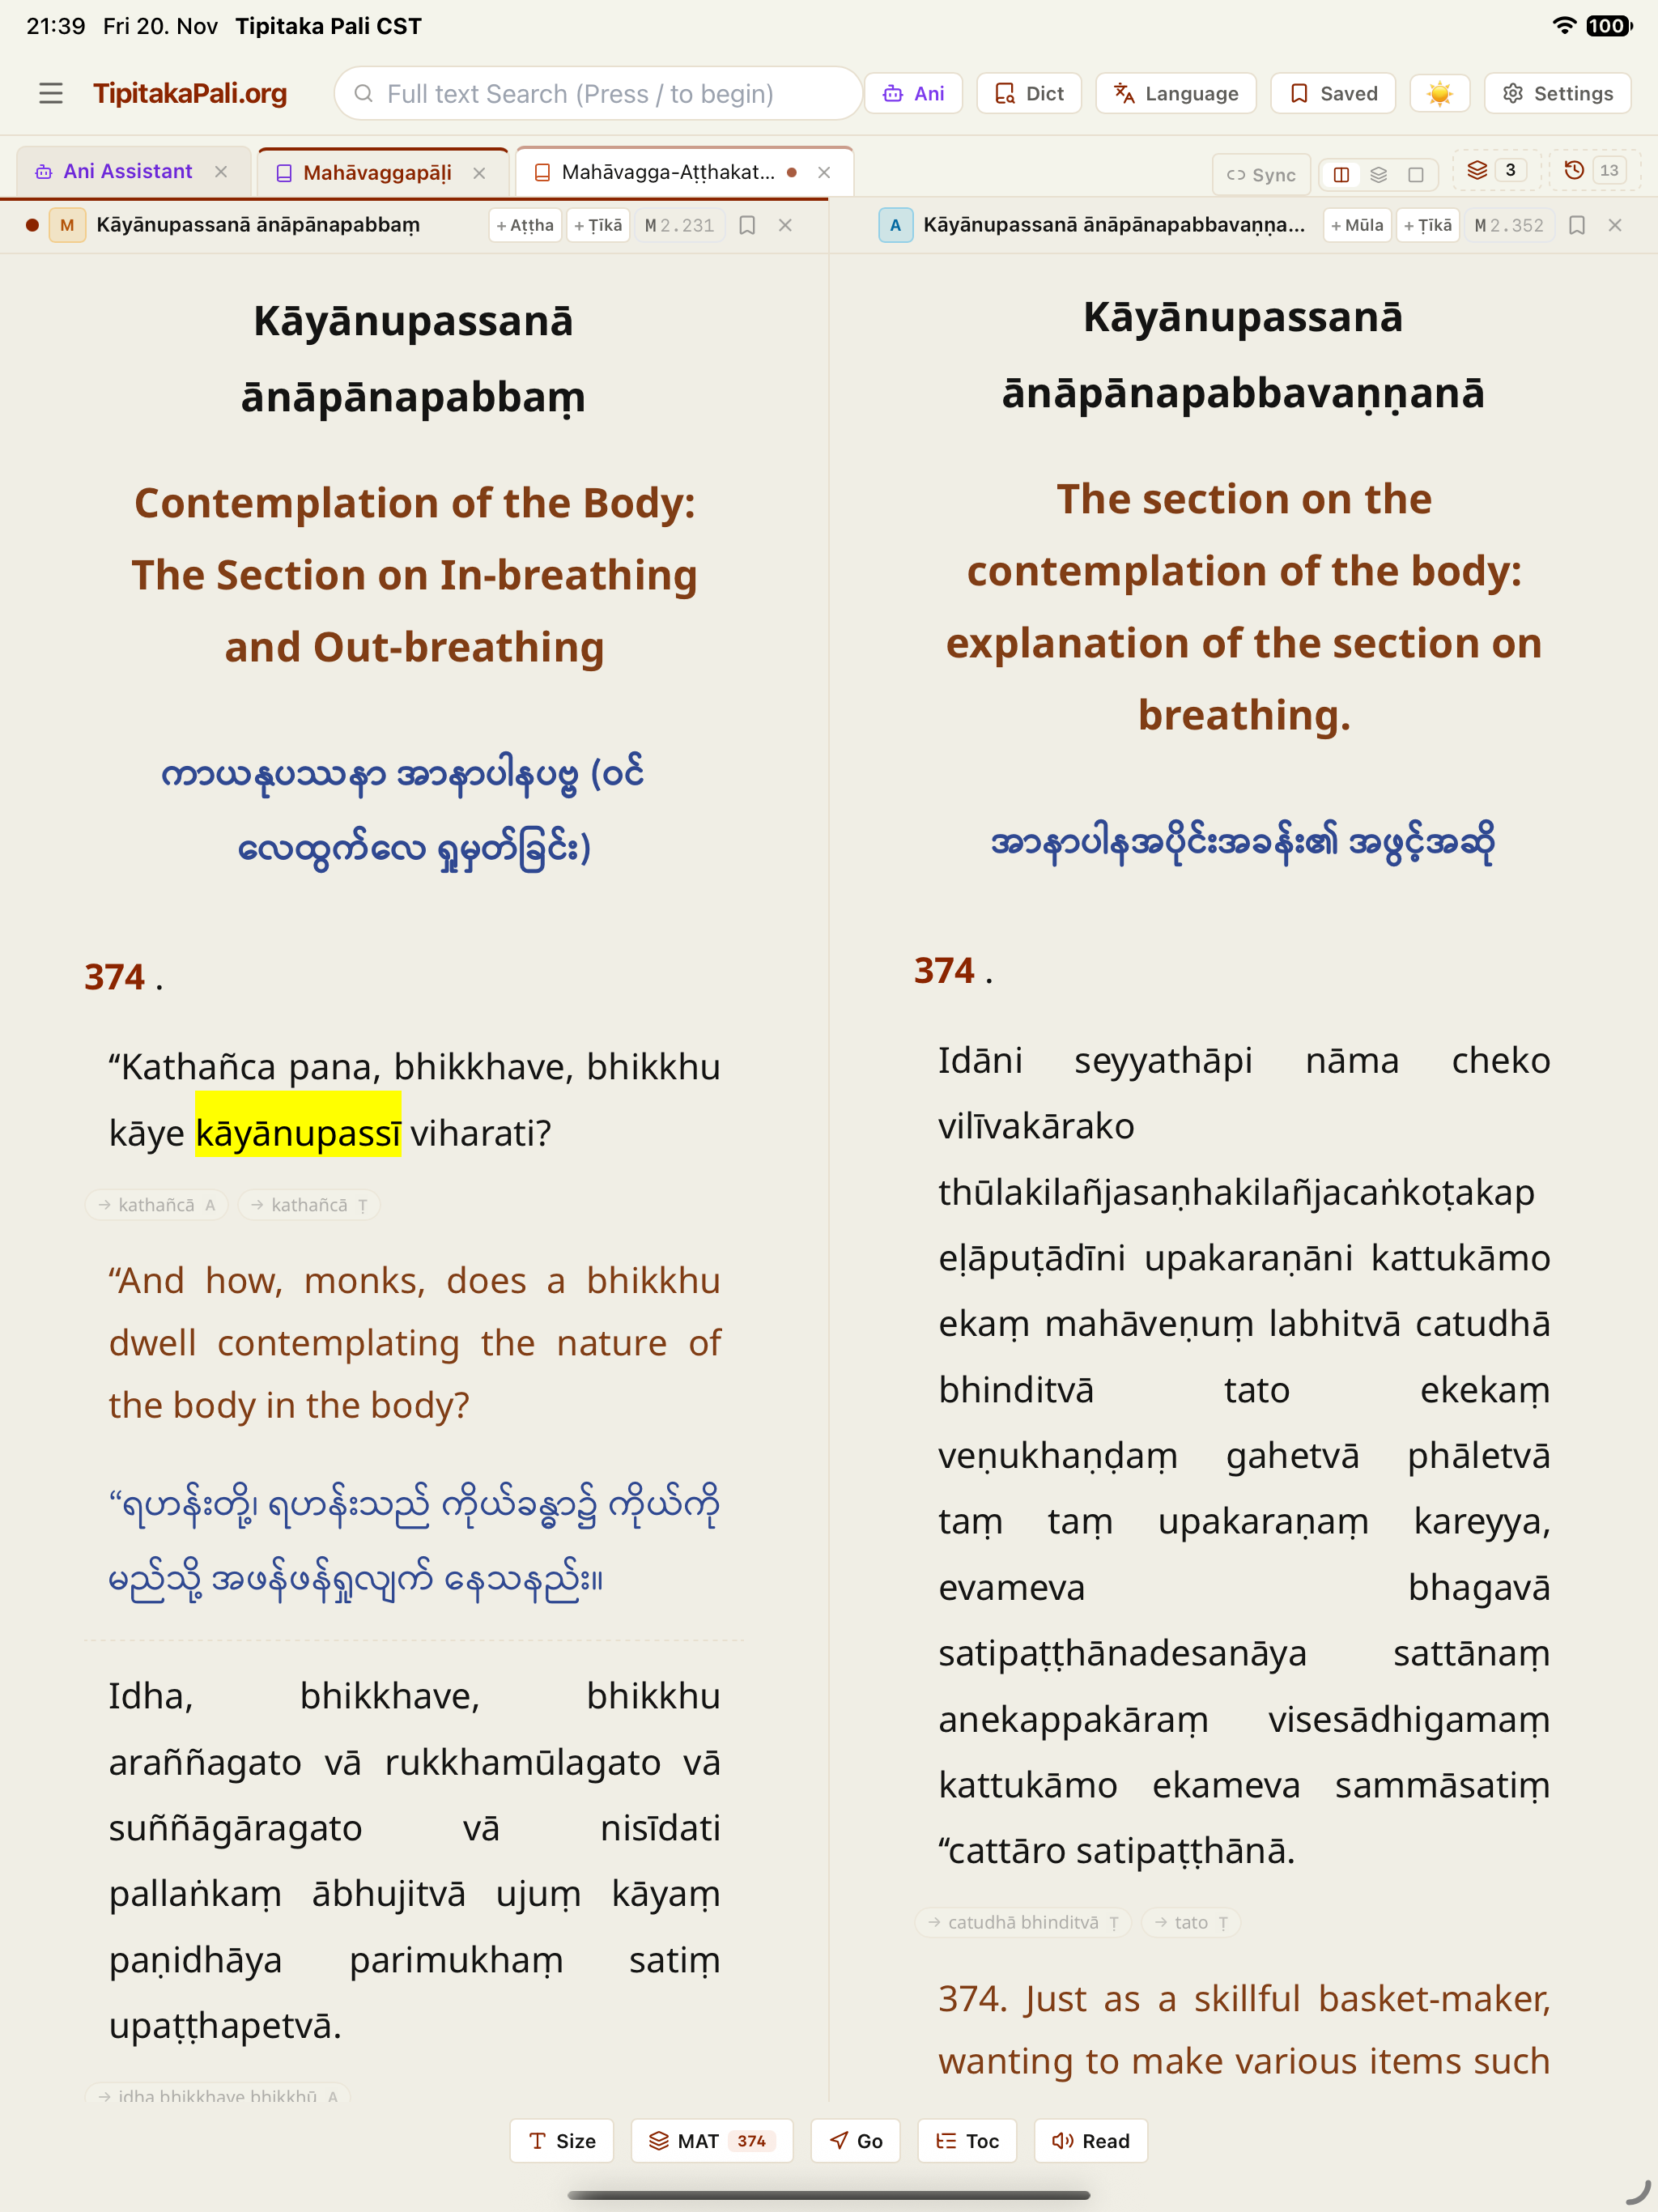 21:39 Fri 20. Nov Tipitaka Pali CST
100
TipitakaPali.org
Full text Search (Press / to begin)
Ani
Dict
Language
Saved
Settings
Ani Assistant
Mahāvaggapāḷi
Mahāvagga-Aṭṭhakat...
Sync
3
13
M Kāyānupassanā ānāpānapabbaṃ
+ Aṭṭha
+ Ṭīkā
M 2.231
Kāyānupassanā
ānāpānapabbaṃ
Contemplation of the Body:
The Section on In-breathing
and Out-breathing
ကာယနုပဿနာ အာနာပါနပဗ္ဗ (ဝင်
လေထွက်လေ ရှုမှတ်ခြင်း)
374 .
“Kathañca pana, bhikkhave, bhikkhu
kāye kāyānupassī viharati?
→ kathañcā A → kathañcā Ṭ
“And how, monks, does a bhikkhu
dwell contemplating the nature of
the body in the body?
“ရဟန်းတို့၊ ရဟန်းသည် ကိုယ်ခန္ဓာ၌ ကိုယ်ကို
မည်သို့ အဖန်ဖန်ရှုလျက် နေသနည်း။
Idha, bhikkhave, bhikkhu
araññagato vā rukkhamūlagato vā
suññāgāragato vā nisīdati
pallaṅkaṃ ābhujitvā ujuṃ kāyaṃ
paṇidhāya parimukhaṃ satiṃ
upaṭṭhapetvā.
→ idha bhikkhave bhikkhū A
A Kāyānupassanā ānāpānapabbavaṇṇa...
+ Mūla
+ Ṭīkā
M 2.352
Kāyānupassanā
ānāpānapabbavaṇṇanā
The section on the
contemplation of the body:
explanation of the section on
breathing.
အာနာပါနအပိုင်းအခန်း၏ အဖွင့်အဆို
374 .
Idāni seyyathāpi nāma cheko
vilīvakārako
thūlakilañjasaṇhakilañjacaṅkoṭakap
eḷāpuṭādīni upakaraṇāni kattukāmo
ekaṃ mahāveṇuṃ labhitvā catudhā
bhinditvā tato ekekaṃ
veṇukhaṇḍaṃ gahetvā phāletvā
taṃ taṃ upakaraṇaṃ kareyya,
evameva bhagavā
satipaṭṭhānadesanāya sattānaṃ
anekappakāraṃ visesādhigamaṃ
kattukāmo ekameva sammāsatiṃ
“cattāro satipaṭṭhānā.
→ catudhā bhinditvā Ṭ → tato Ṭ
374. Just as a skillful basket-maker,
wanting to make various items such
Size
MAT 374
Go
Toc
Read